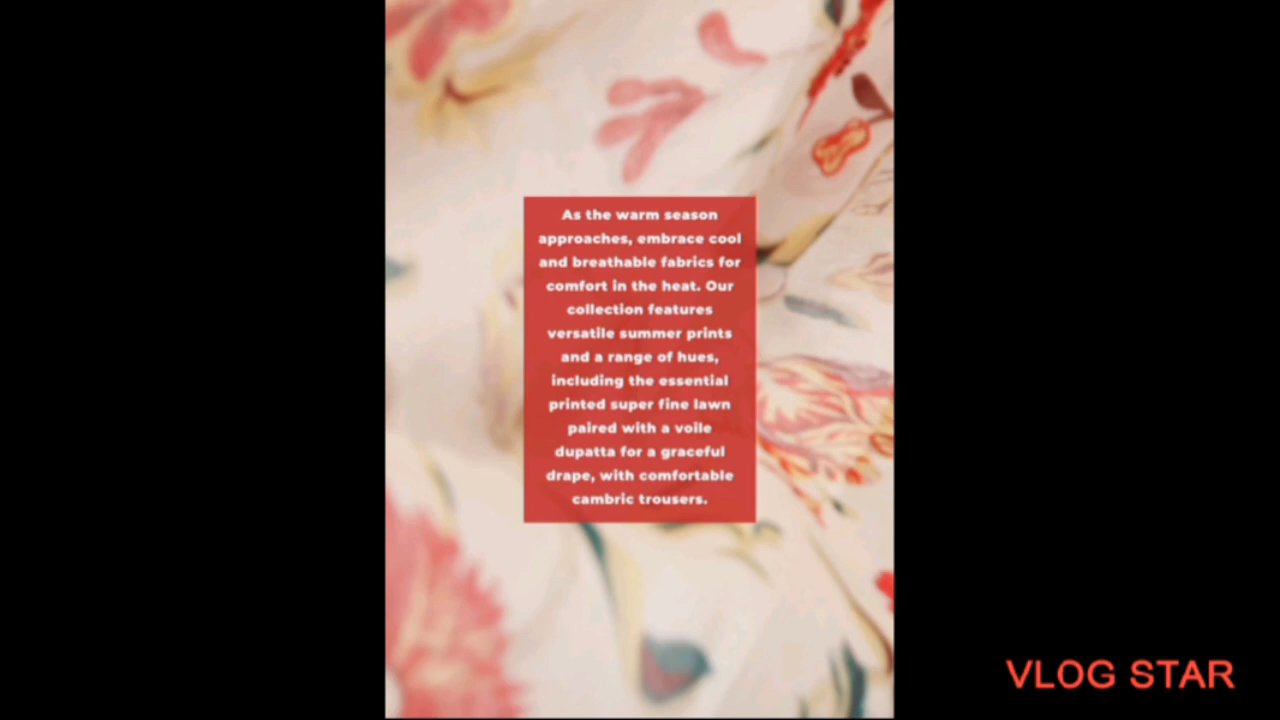 As the warm season
approaches, embrace cool
and breathable fabrics for
comfort in the heat. Our
collection features
versatile summer prints
and a range of hues,
including the essential
printed super fine lawn
paired with a voile
dupatta for a graceful
drape, with comfortable
cambric trousers.
VLOG STAR